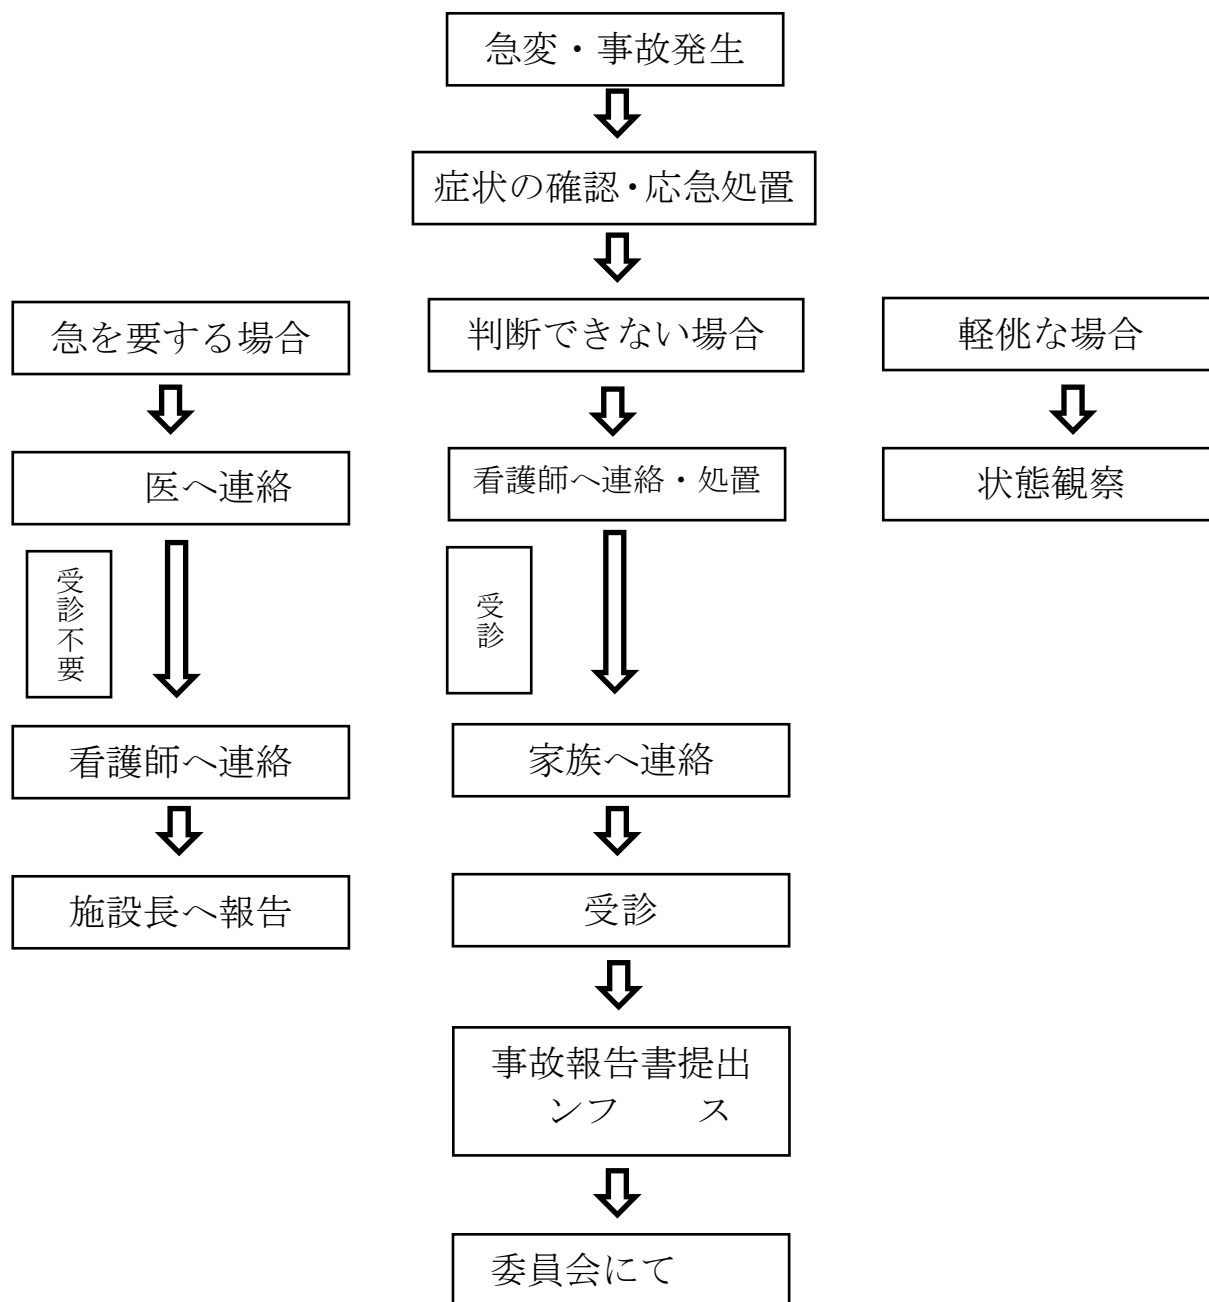 急変・事故発生
症状の確認・応急処置
急を要する場合
判断できない場合
軽佻な場合
医へ連絡
看護師へ連絡・処置
状態観察
受診不要
受診
看護師へ連絡
家族へ連絡
施設長へ報告
受診
事故報告書提出
ンフ　　ス
委員会にて